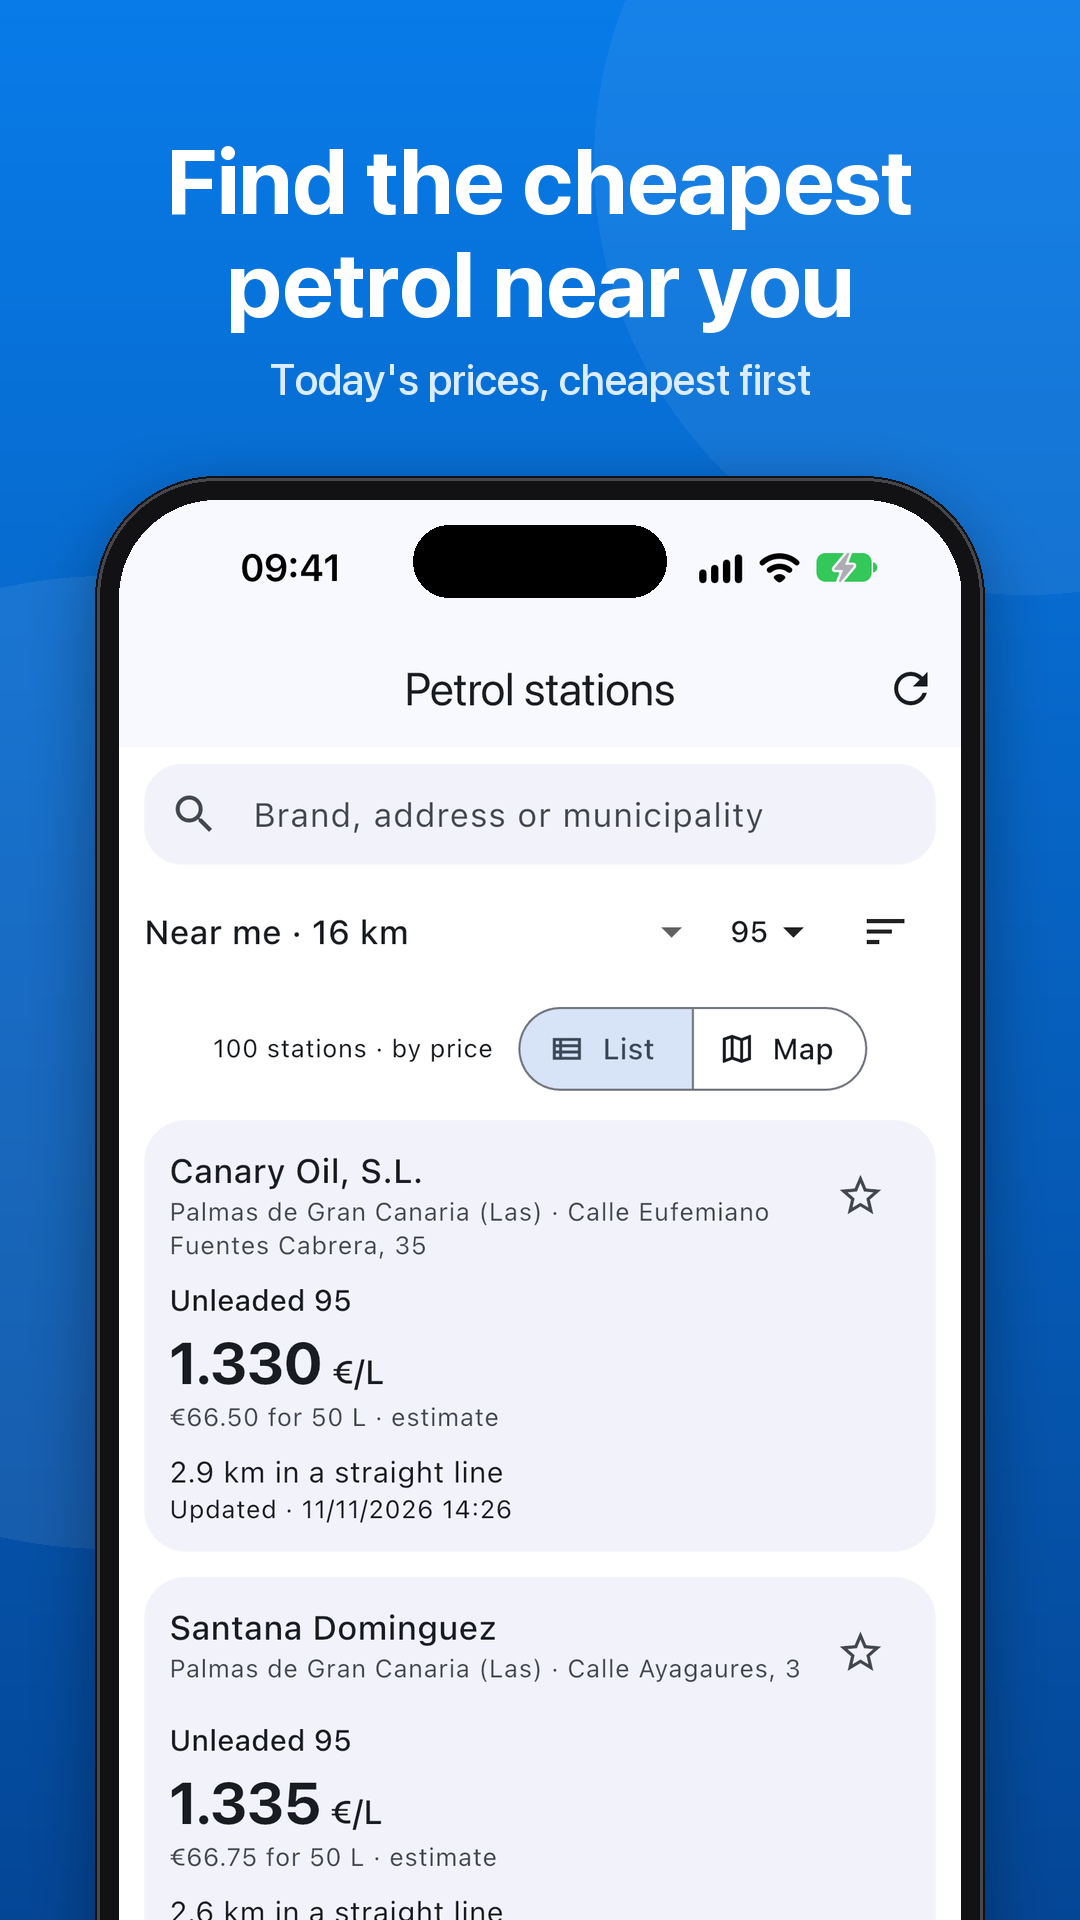 Find the cheapest
petrol near you
Today's prices, cheapest first
09:41
Petrol stations
Brand, address or municipality
Near me · 16 km
95
100 stations · by price
List
Map
Canary Oil, S.L.
Palmas de Gran Canaria (Las) · Calle Eufemiano
Fuentes Cabrera, 35
Unleaded 95
1.330 €/L
€66.50 for 50 L · estimate
2.9 km in a straight line
Updated · 11/11/2026 14:26
Santana Dominguez
Palmas de Gran Canaria (Las) · Calle Ayagaures, 3
Unleaded 95
1.335 €/L
€66.75 for 50 L · estimate
2.6 km in a straight line